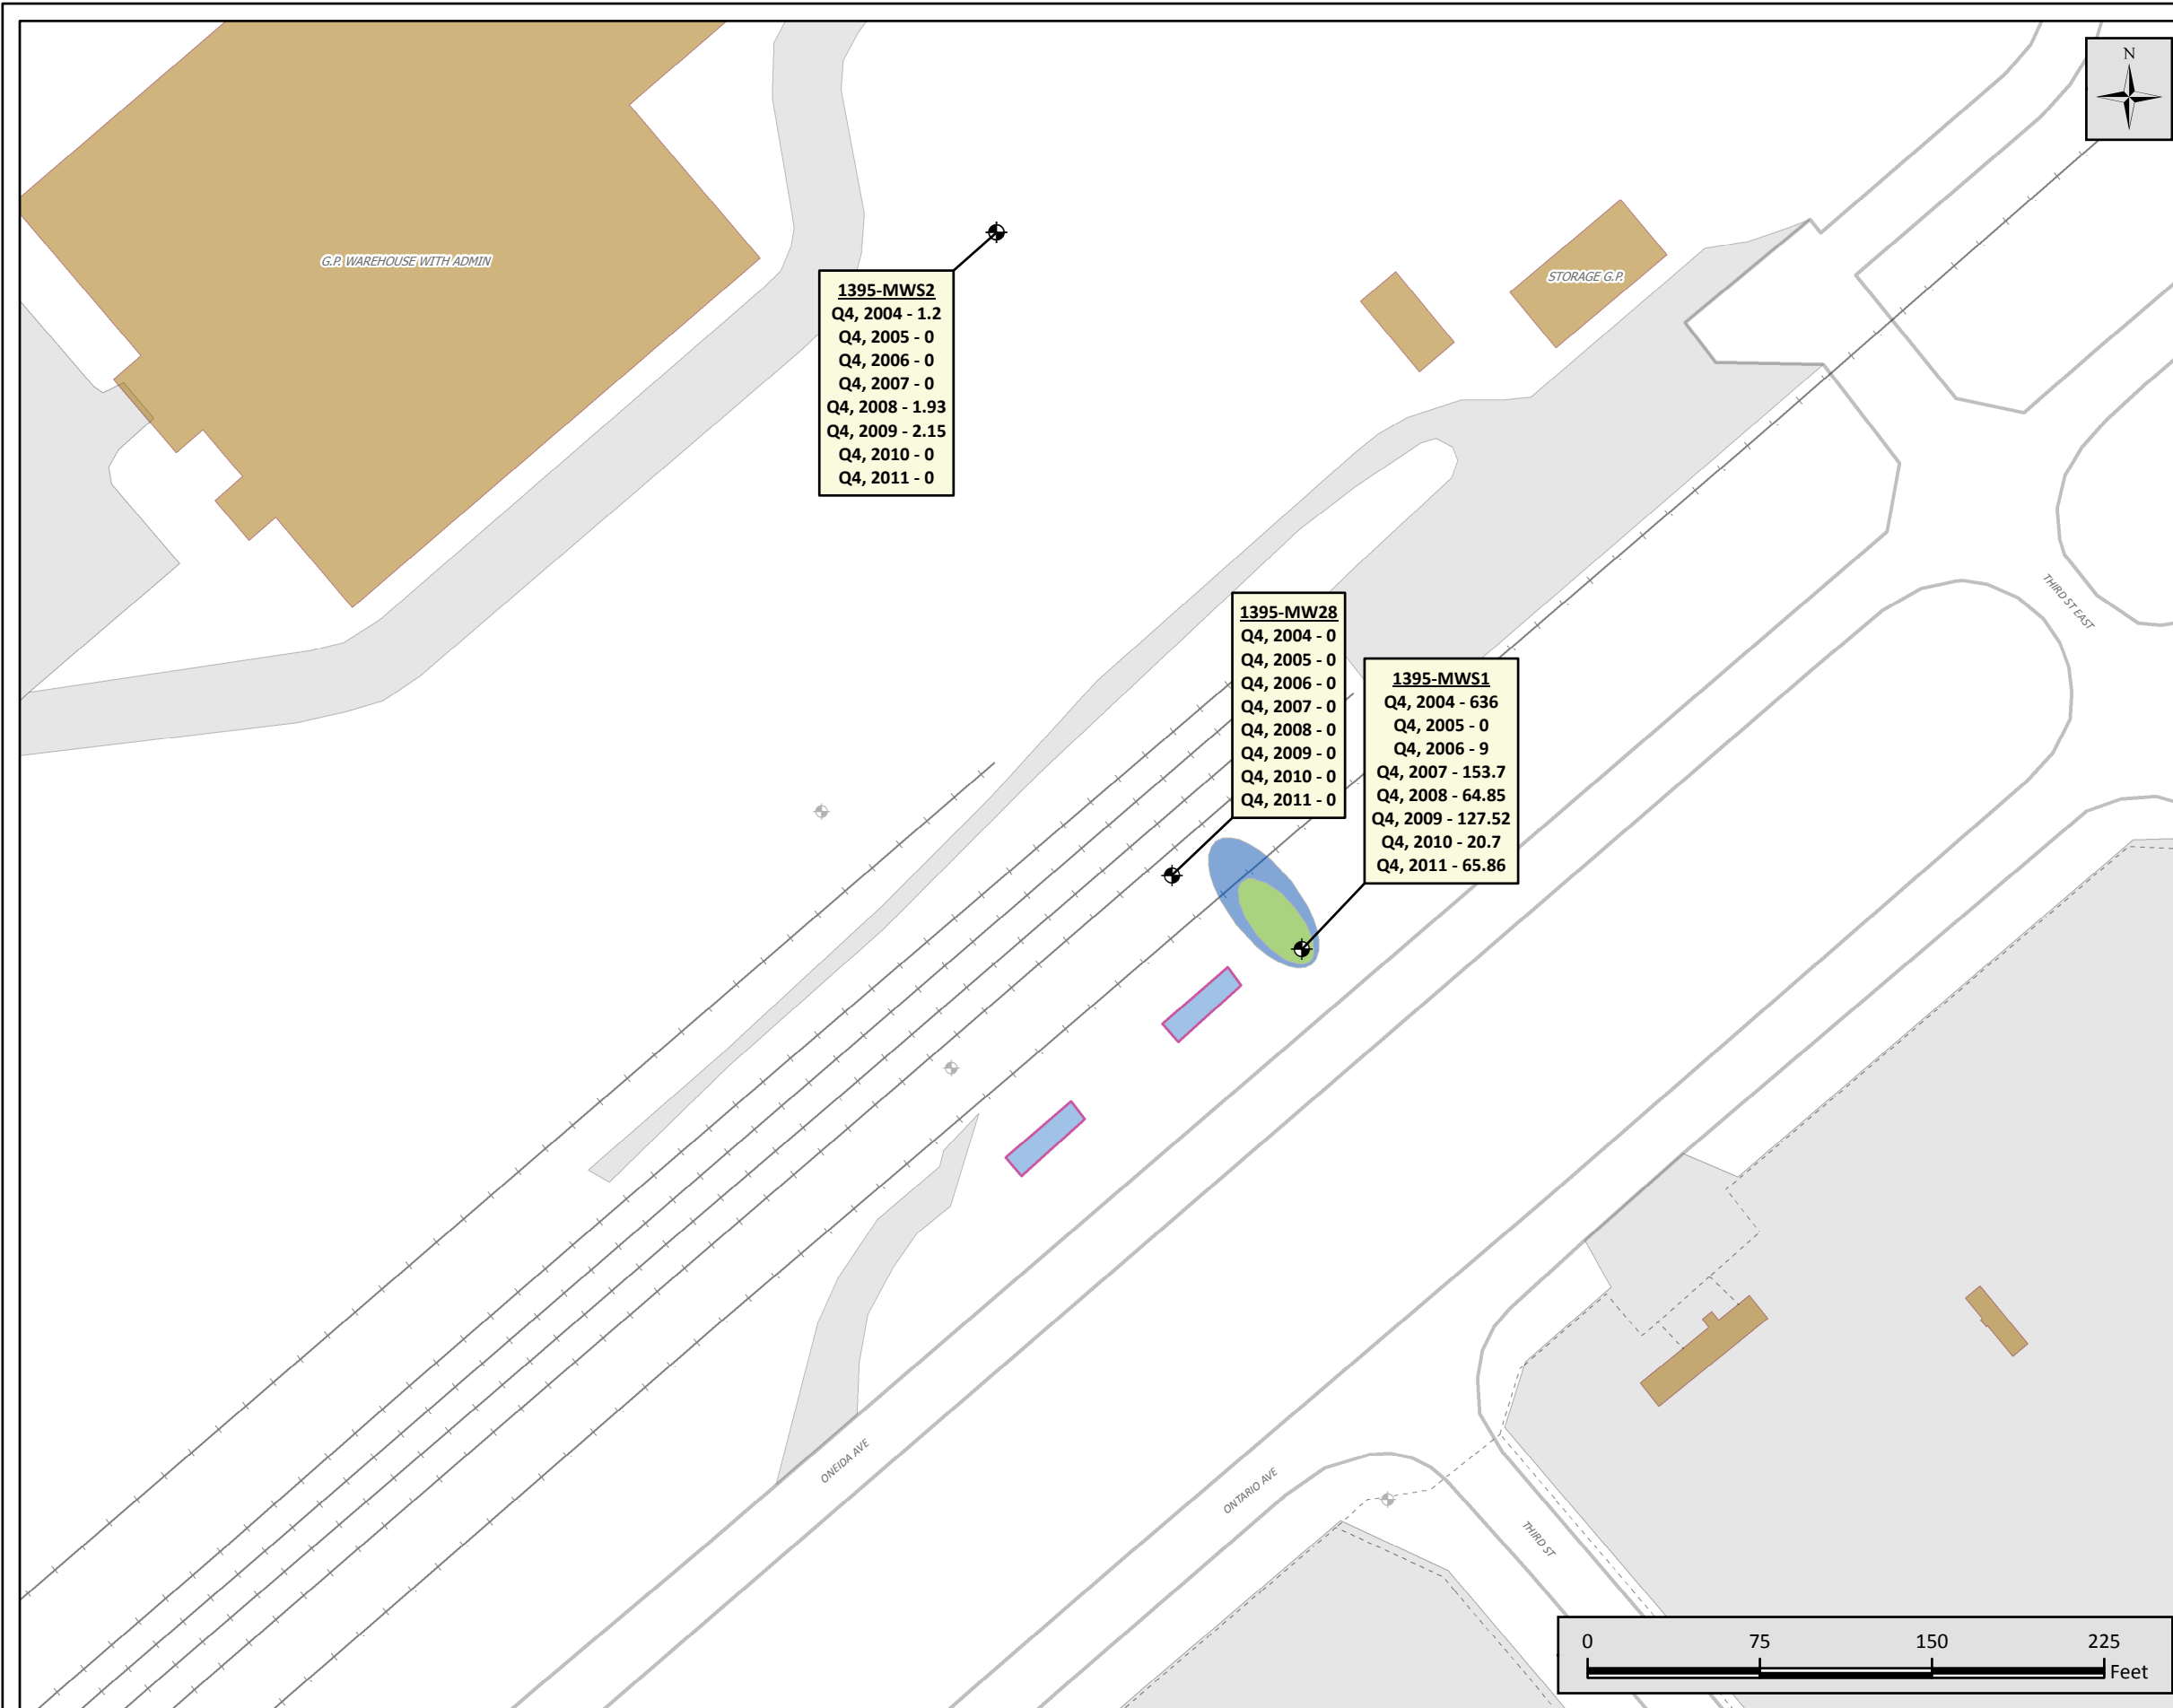 N
G.P. WAREHOUSE WITH ADMIN
STORAGE G.P.
1395-MWS2
Q4, 2004 - 1.2
Q4, 2005 - 0
Q4, 2006 - 0
Q4, 2007 - 0
Q4, 2008 - 1.93
Q4, 2009 - 2.15
Q4, 2010 - 0
Q4, 2011 - 0
THIRD ST EAST
1395-MW28
Q4, 2004 - 0
Q4, 2005 - 0
Q4, 2006 - 0
Q4, 2007 - 0
Q4, 2008 - 0
Q4, 2009 - 0
Q4, 2010 - 0
Q4, 2011 - 0
1395-MWS1
Q4, 2004 - 636
Q4, 2005 - 0
Q4, 2006 - 9
Q4, 2007 - 153.7
Q4, 2008 - 64.85
Q4, 2009 - 127.52
Q4, 2010 - 20.7
Q4, 2011 - 65.86
ONEIDA AVE
ONTARIO AVE
THIRD ST
0 75 150 225
Feet